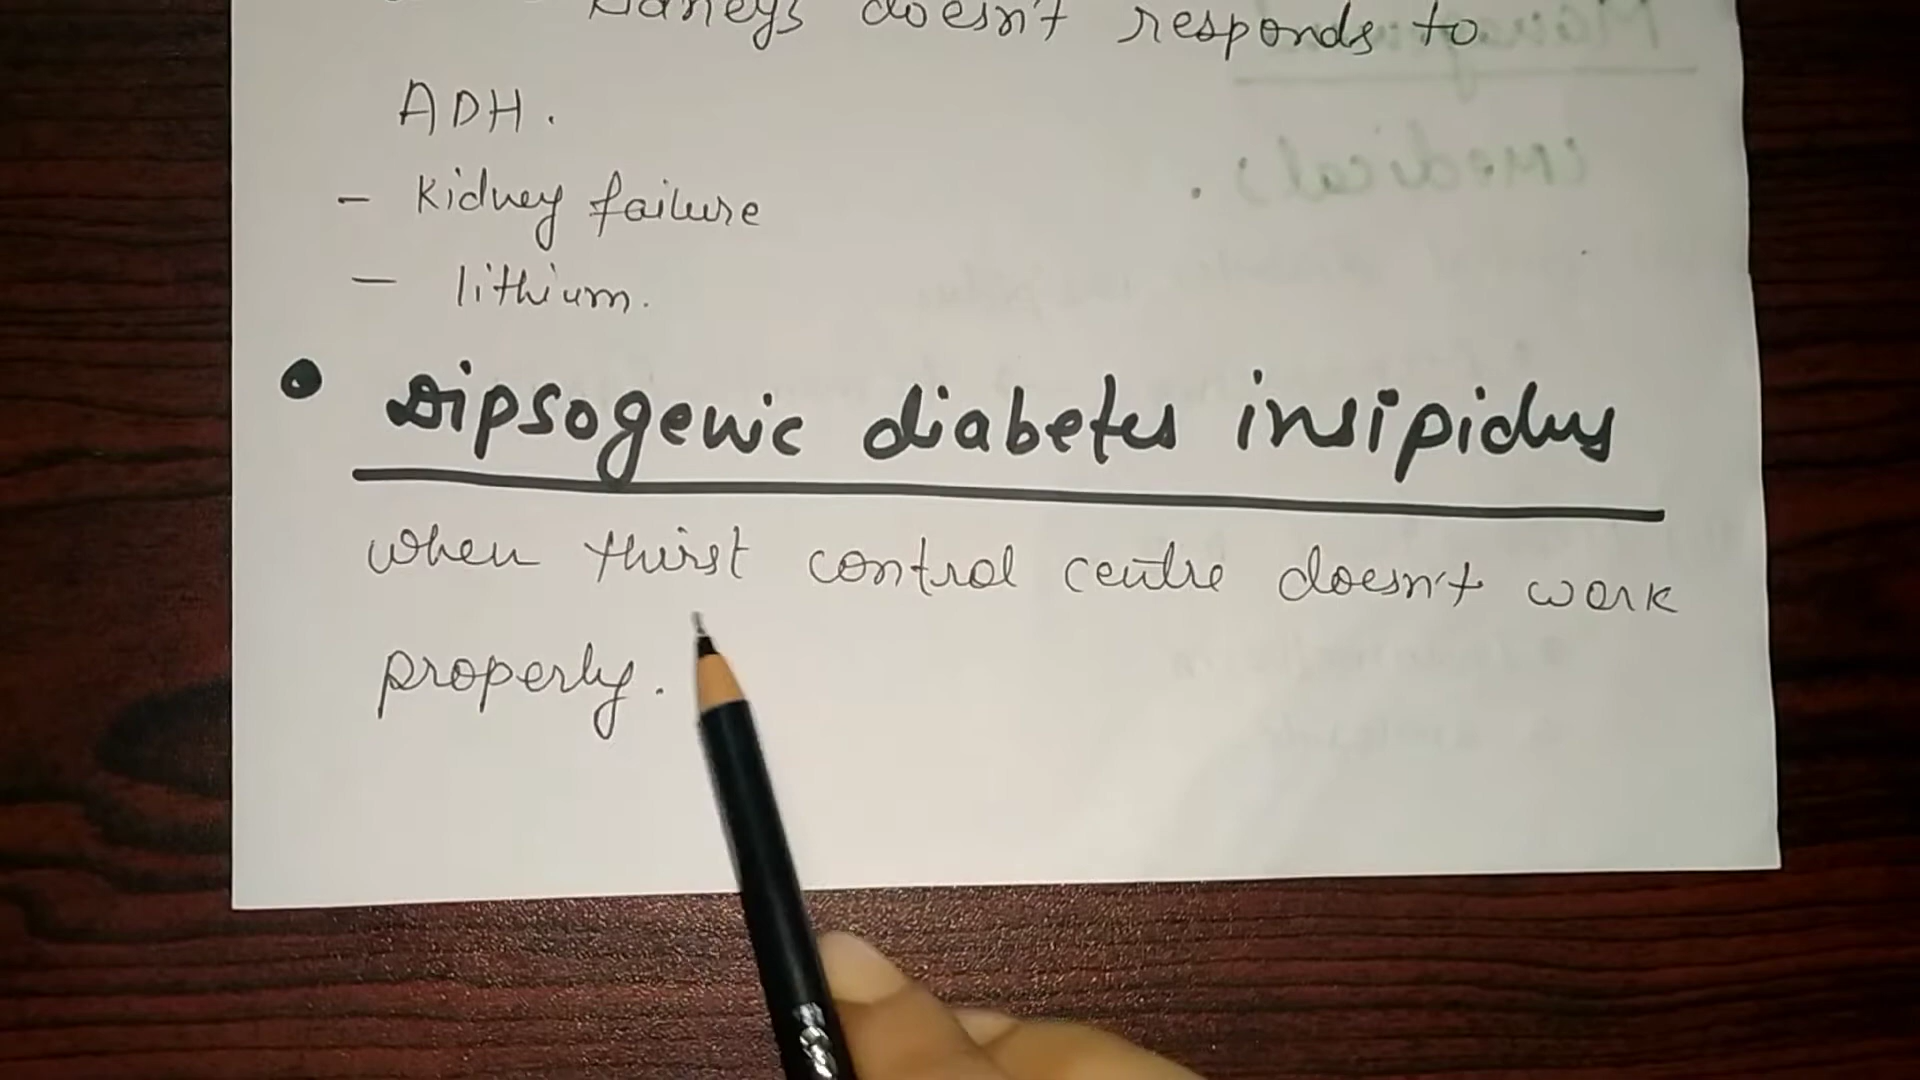 Kidneys doesn't responds to
ADH.
- Kidney failure
- lithium.
• Dipsogenic diabetes insipidus
when thirst control centre doesn't work
properly.